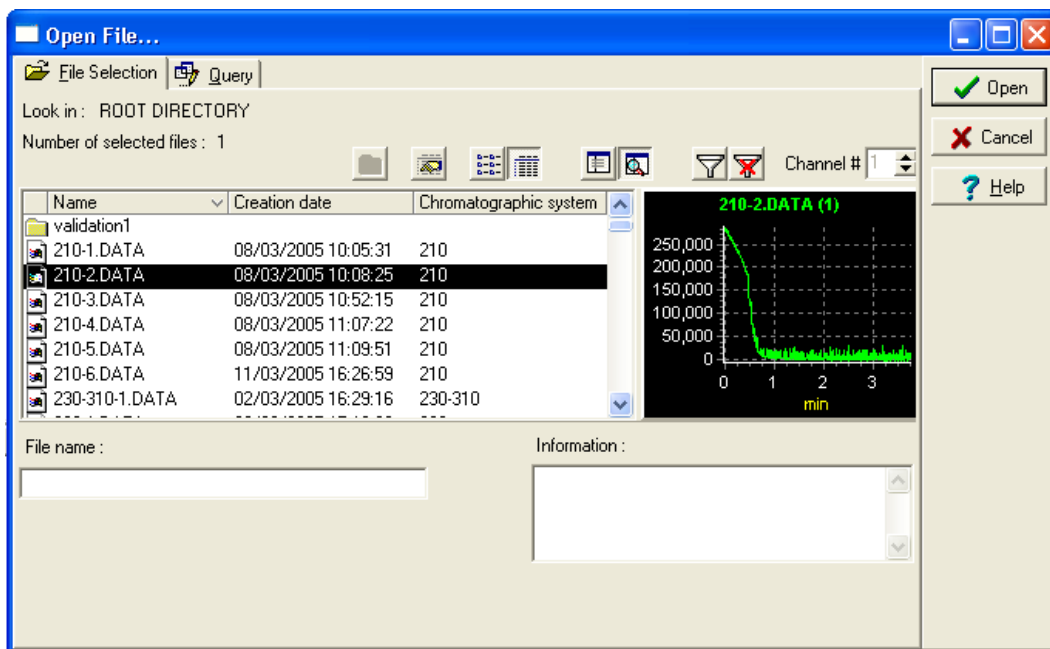 Open File...
File Selection
Query
Open
Look in : ROOT DIRECTORY
Number of selected files : 1
Cancel
Channel # 1
Help
Name Creation date Chromatographic system
validation1
210-1.DATA 08/03/2005 10:05:31 210
210-2.DATA 08/03/2005 10:08:25 210
210-3.DATA 08/03/2005 10:52:15 210
210-4.DATA 08/03/2005 11:07:22 210
210-5.DATA 08/03/2005 11:09:51 210
210-6.DATA 11/03/2005 16:26:59 210
230-310-1.DATA 02/03/2005 16:29:16 230-310
210-2.DATA (1)
250,000
200,000
150,000
100,000
50,000
0
0 1 2 3
min
File name :
Information :